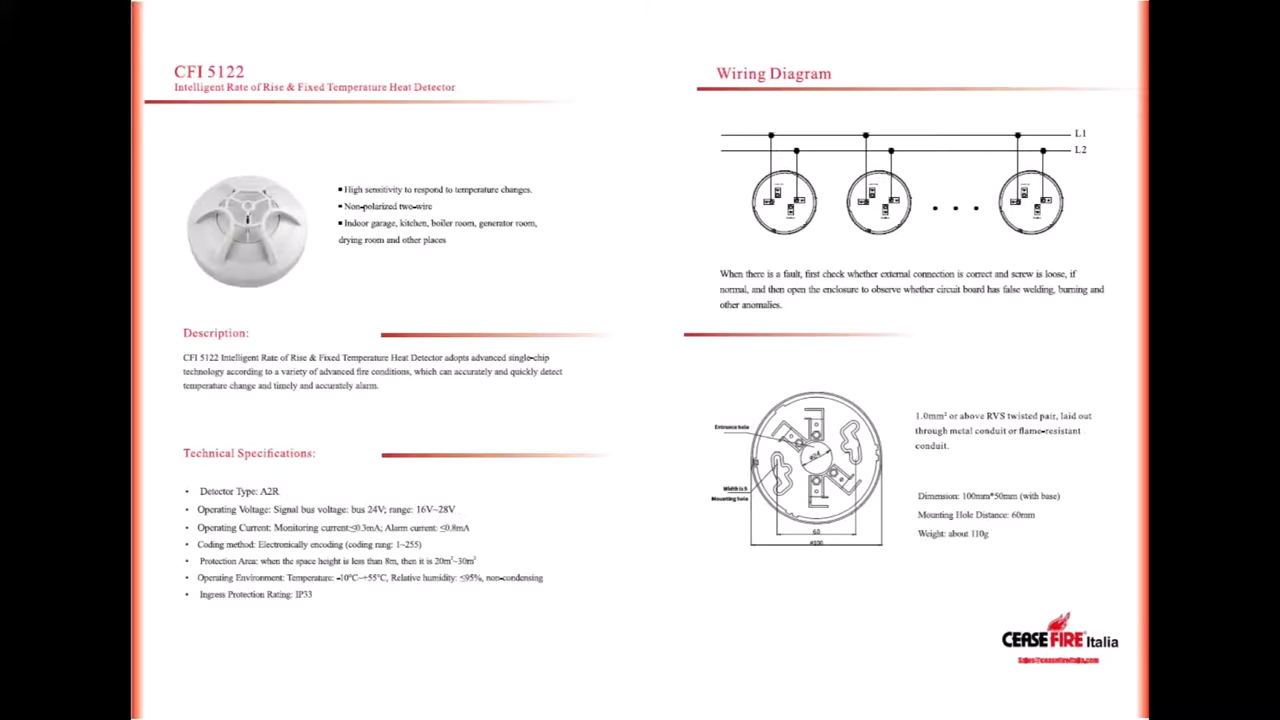 CFI 5122
Intelligent Rate of Rise & Fixed Temperature Heat Detector
▪ High sensitivity to respond to temperature changes.
▪ Non-polarized two-wire
▪ Indoor garage, kitchen, boiler room, generator room,
drying room and other places
Description:
CFI 5122 Intelligent Rate of Rise & Fixed Temperature Heat Detector adopts advanced single-chip
technology according to a variety of advanced fire conditions, which can accurately and quickly detect
temperature change and timely and accurately alarm.
Technical Specifications:
• Detector Type: A2R
• Operating Voltage: Signal bus voltage: bus 24V; range: 16V~28V
• Operating Current: Monitoring current:≤0.3mA; Alarm current: ≤0.8mA
• Coding method: Electronically encoding (coding rang: 1~255)
• Protection Area: when the space height is less than 8m, then it is 20m²~30m²
• Operating Environment: Temperature: -10°C~+55°C, Relative humidity: ≤95%, non-condensing
• Ingress Protection Rating: IP33
Wiring Diagram
L1
L2
When there is a fault, first check whether external connection is correct and screw is loose, if
normal, and then open the enclosure to observe whether circuit board has false welding, burning and
other anomalies.
Entrance hole
Width is 5
Mounting hole
60
1.0mm² or above RVS twisted pair, laid out
through metal conduit or flame-resistant
conduit.
Dimension: 100mm*50mm (with base)
Mounting Hole Distance: 60mm
Weight: about 110g
CEASEFIRE® Italia
Sales@ceasefireitalia.com